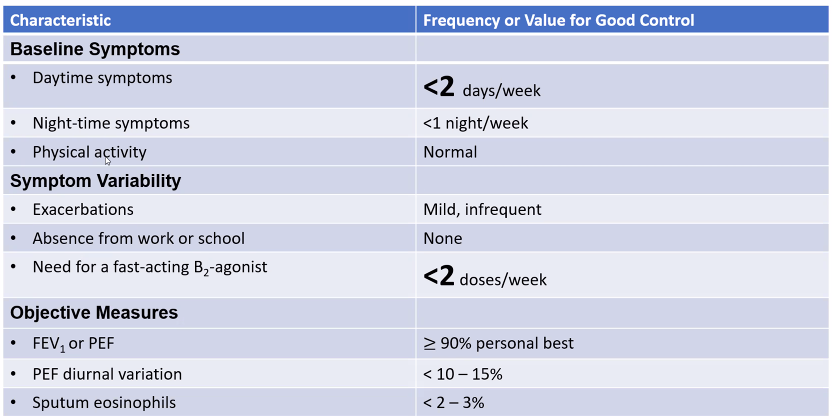 Characteristic Frequency or Value for Good Control
Baseline Symptoms
• Daytime symptoms <2 days/week
• Night-time symptoms <1 night/week
• Physical activity Normal
Symptom Variability
• Exacerbations Mild, infrequent
• Absence from work or school None
• Need for a fast-acting B₂-agonist <2 doses/week
Objective Measures
• FEV₁ or PEF ≥ 90% personal best
• PEF diurnal variation < 10 – 15%
• Sputum eosinophils < 2 – 3%